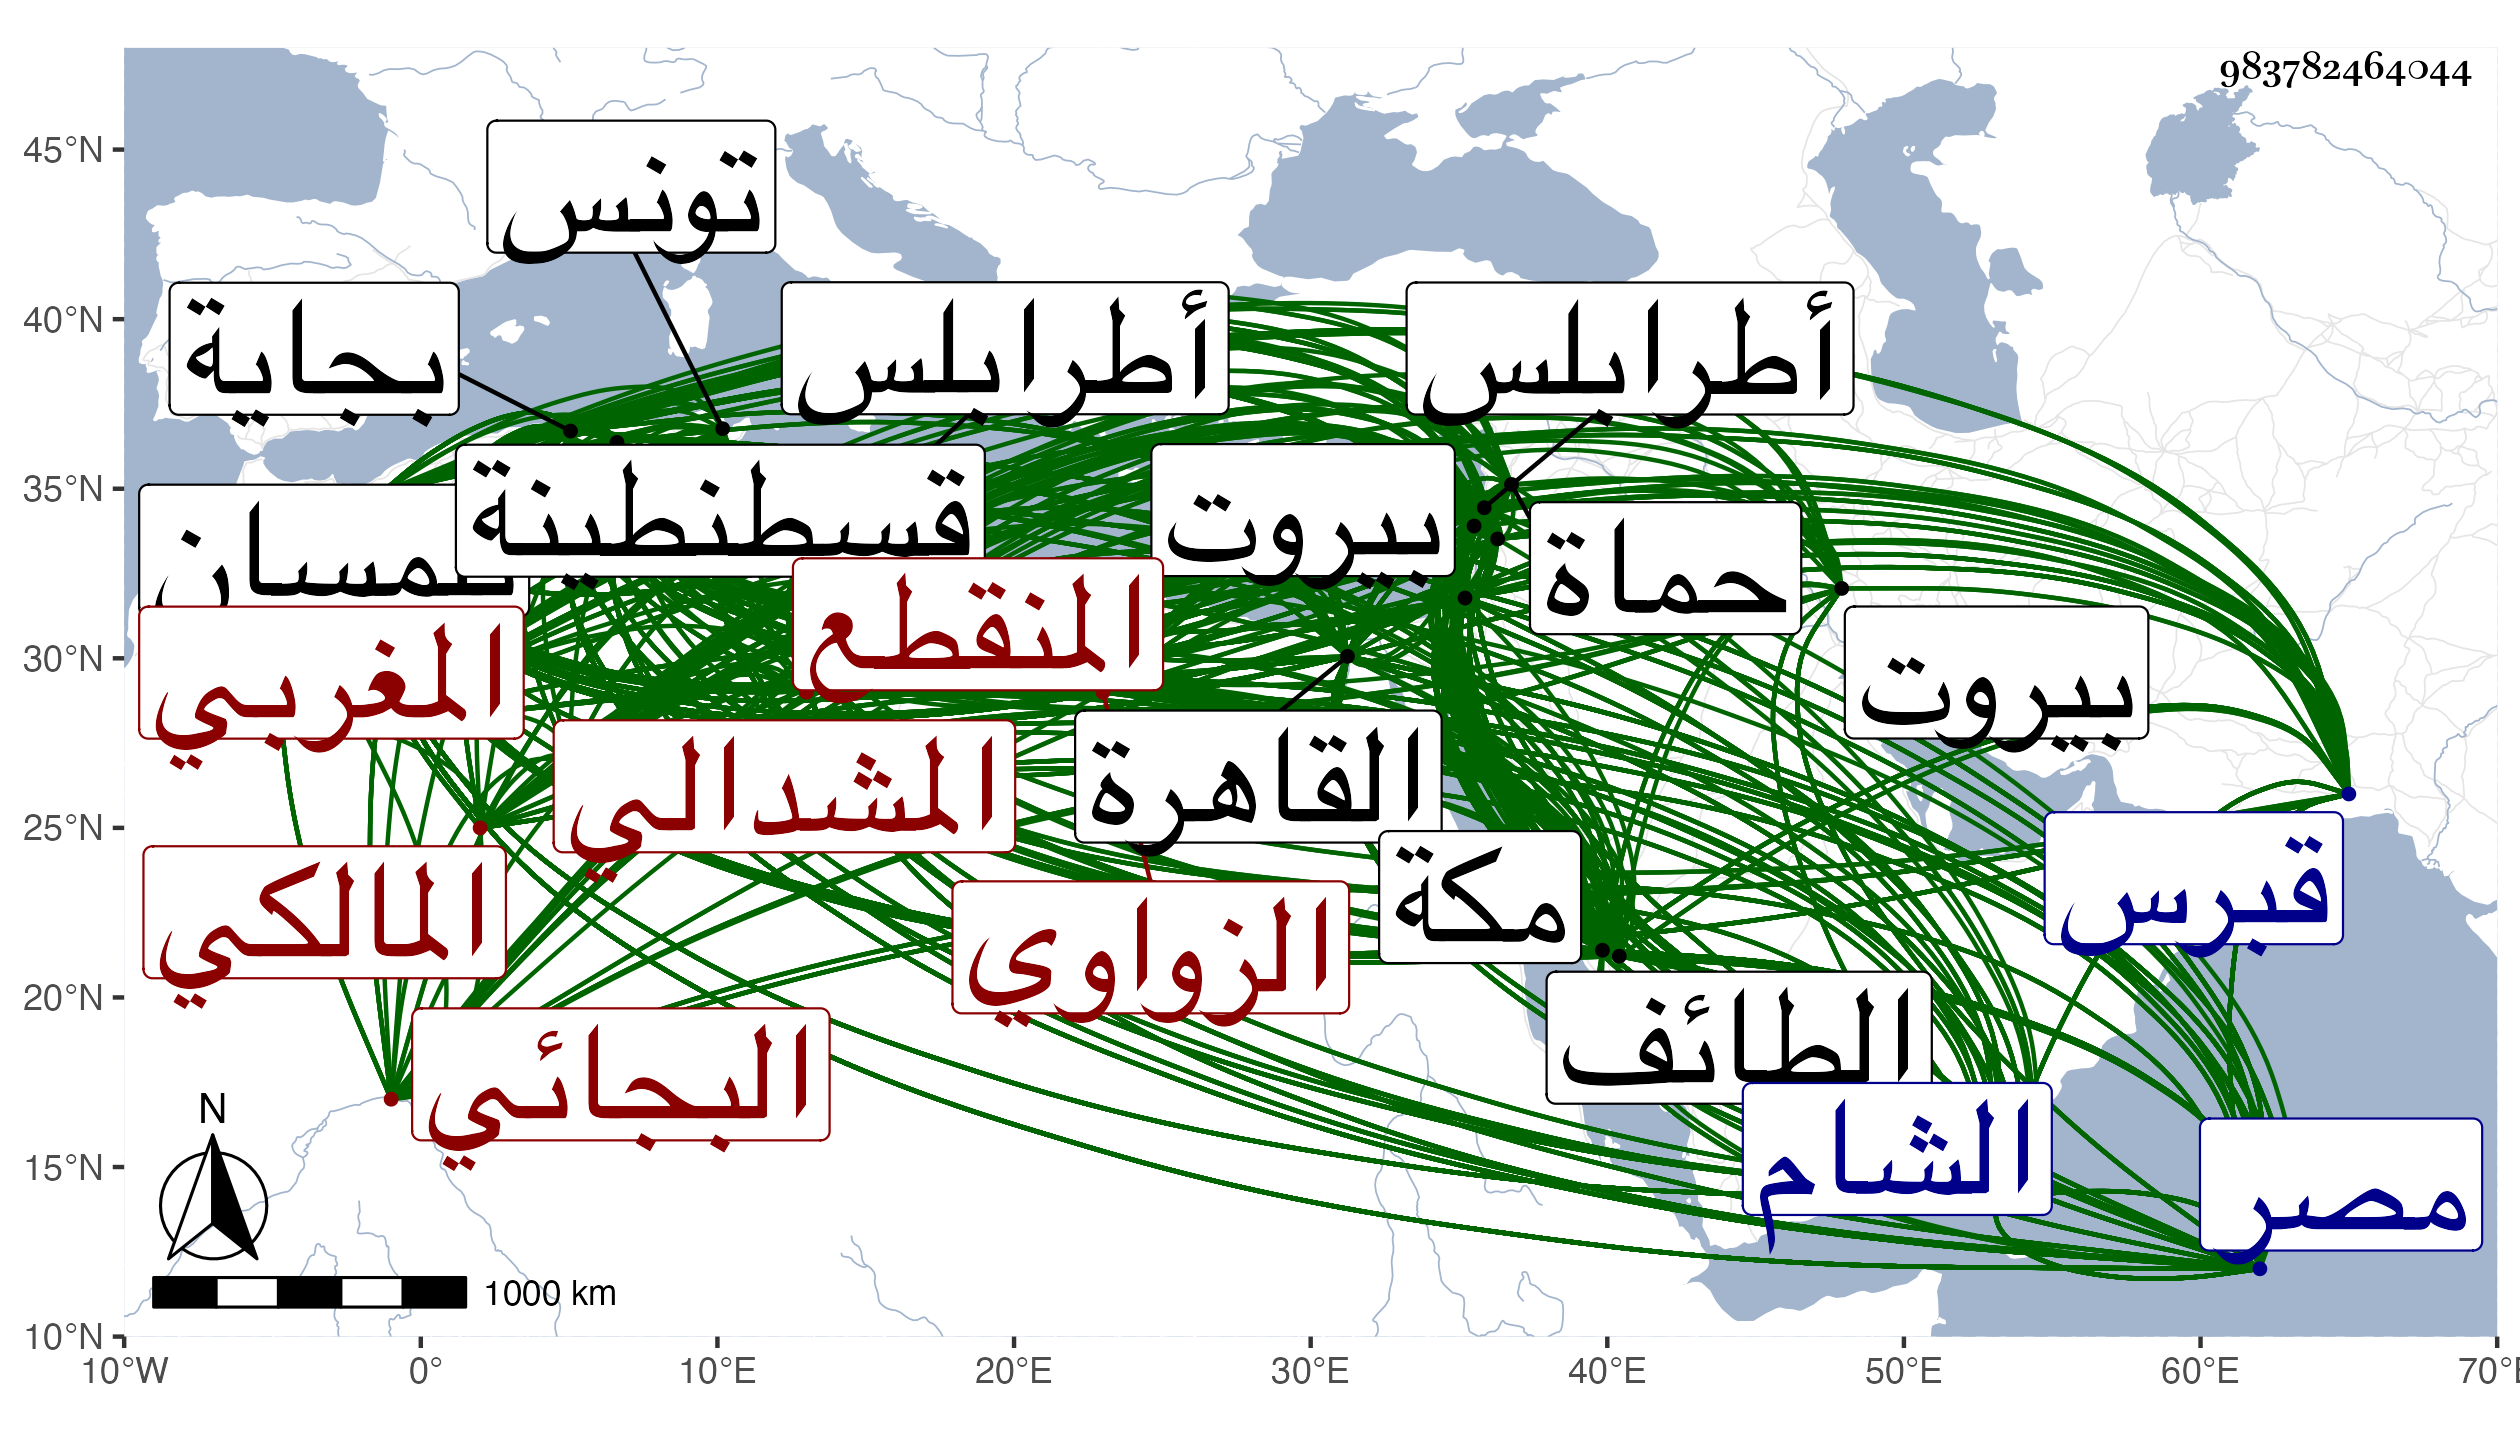 983782464044
45°N
تونس
40°N
بجاية
أطرابلس
أطرابلس
35°N
قسطنطينة
بيروت
حماة
المنقطع
30°N
المغربي
بيروت
المشدالي
القاهرة
25°N
المالكي
الزواوي
مكة
قبرس
20°N
البجائي
الطائف
N
15°N
الشام
مصر
1000 km
10°N
10°W
0°
10°E
20°E
30°E
40°E
50°E
60°E